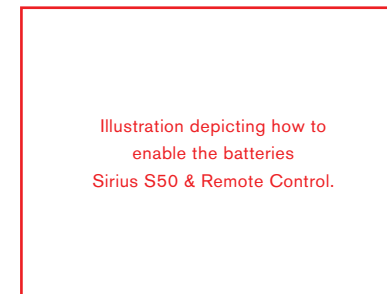 Illustration depicting how to
enable the batteries
Sirius S50 & Remote Control.